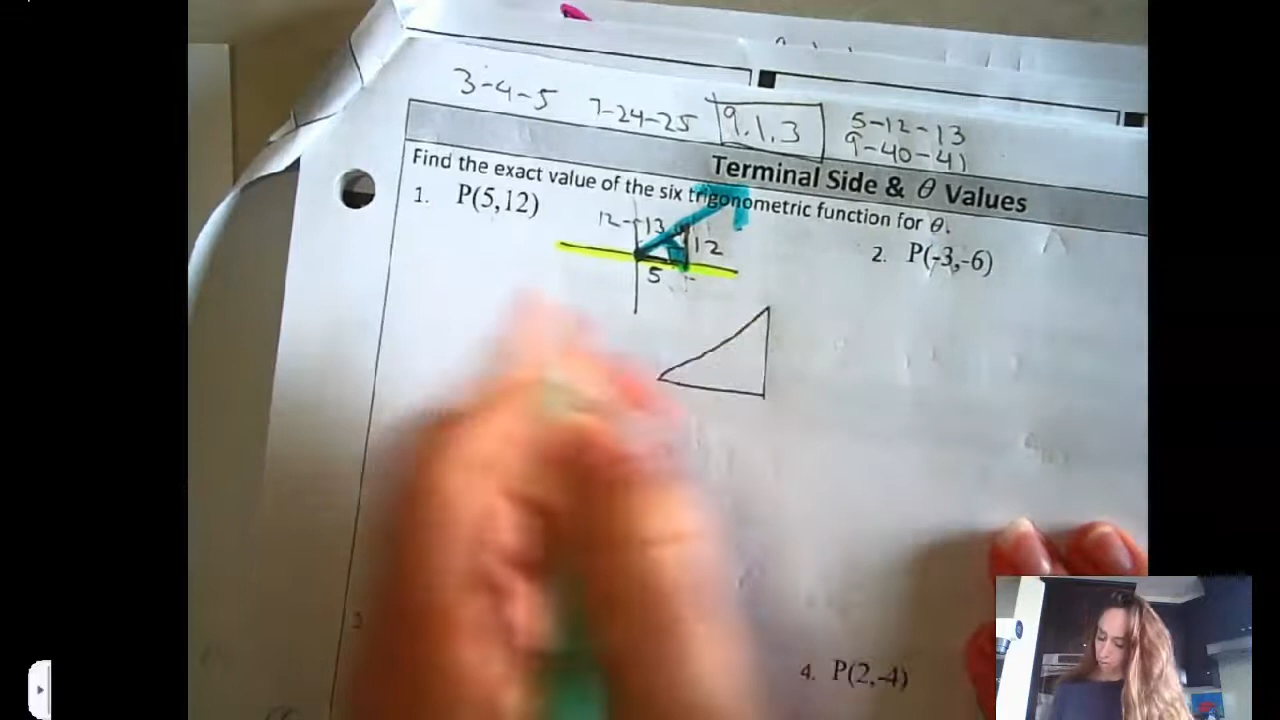 3-4-5
7-24-25
9.1.3
5-12-13
9-40-41
Terminal Side & θ Values
Find the exact value of the six trigonometric function for θ.
1. P(5,12)
12
13
12
5
2. P(-3,-6)
4. P(2,-4)